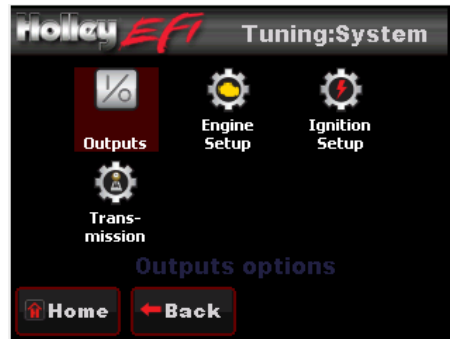 Holley EFI Tuning:System
I/O
Outputs
Engine
Setup
Ignition
Setup
Trans-
mission
Outputs options
Home
Back